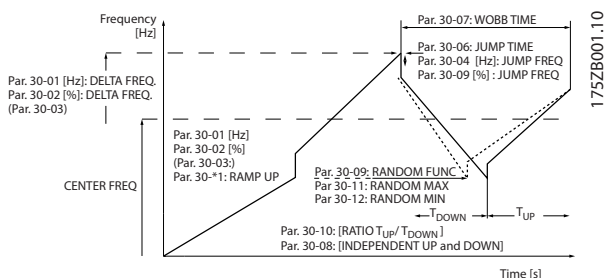 Frequency
[Hz]
Par. 30-07: WOBB TIME
Par. 30-06: JUMP TIME
Par. 30-04 [Hz]: JUMP FREQ
Par. 30-09 [%] : JUMP FREQ
175ZB001.10
Par. 30-01 [Hz]: DELTA FREQ.
Par. 30-02 [%]: DELTA FREQ.
(Par. 30-03)
Par. 30-01 [Hz]
Par. 30-02 [%]
(Par. 30-03:)
Par. 30-*1: RAMP UP
CENTER FREQ
Par. 30-09: RANDOM FUNC
Par 30-11: RANDOM MAX
Par 30-12: RANDOM MIN
TDOWN
TUP
Par. 30-10: [RATIO TUP/ TDOWN ]
Par. 30-08: [INDEPENDENT UP and DOWN]
Time [s]